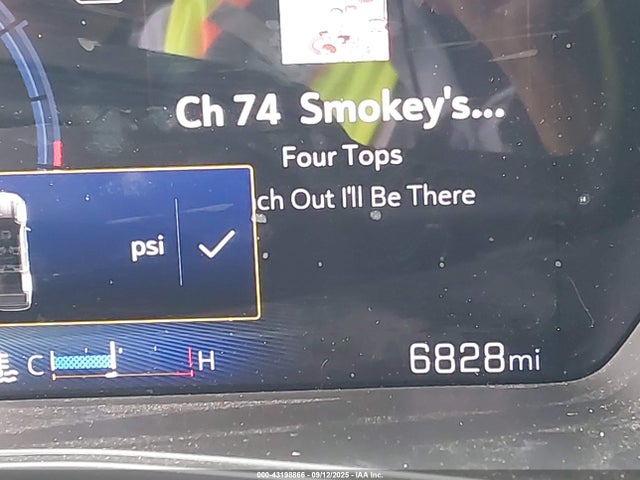 Ch 74 Smokey's...
Four Tops
ch Out I'll Be There
psi
C H
6828mi
000-43198866 - 09/12/2025 - IAA Inc.